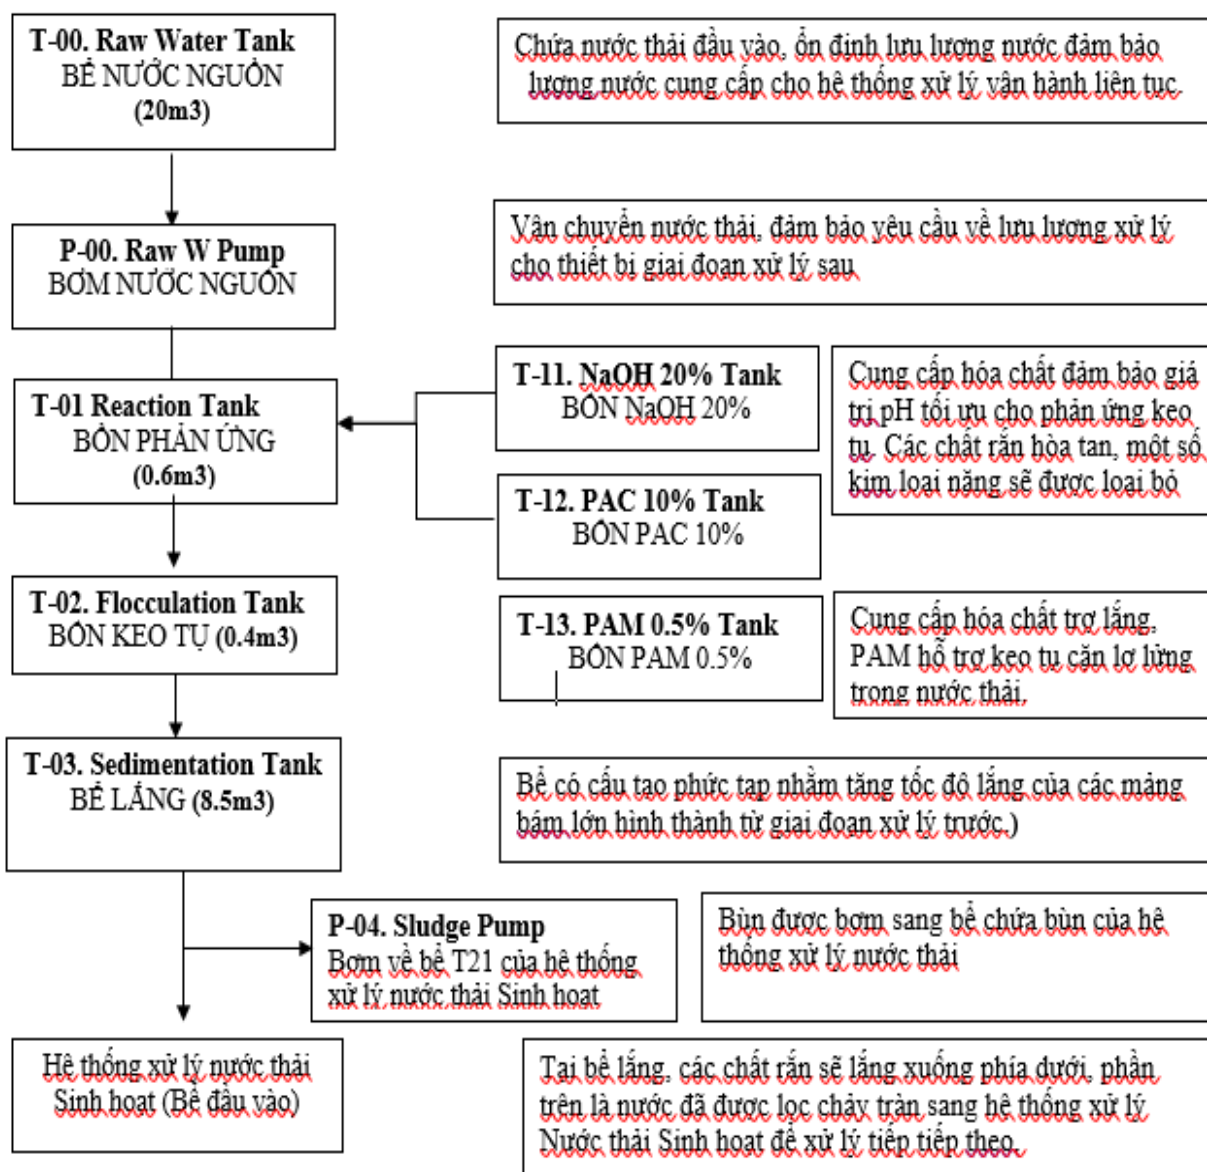 T-00. Raw Water Tank
BỂ NƯỚC NGUỒN
(20m3)
Chứa nước thải đầu vào, ổn định lưu lượng nước đảm bảo
lượng nước cung cấp cho hệ thống xử lý vận hành liên tục.
P-00. Raw W Pump
BƠM NƯỚC NGUỒN
Vận chuyển nước thải, đảm bảo yêu cầu về lưu lượng xử lý
cho thiết bị giai đoạn xử lý sau
T-01 Reaction Tank
BỒN PHẢN ỨNG
(0.6m3)
T-11. NaOH 20% Tank
BỒN NaOH 20%
Cung cấp hóa chất đảm bảo giá
trị pH tối ưu cho phản ứng keo
tụ. Các chất rắn hòa tan, một số
kim loại nặng sẽ được loại bỏ
T-12. PAC 10% Tank
BỒN PAC 10%
T-02. Flocculation Tank
BỒN KEO TỤ (0.4m3)
T-13. PAM 0.5% Tank
BỒN PAM 0.5%
Cung cấp hóa chất trợ lắng,
PAM hỗ trợ keo tụ cặn lơ lửng
trong nước thải.
T-03. Sedimentation Tank
BỂ LẮNG (8.5m3)
Bể có cấu tạo phức tạp nhằm tăng tốc độ lắng của các mảng
bám lớn hình thành từ giai đoạn xử lý trước.)
P-04. Sludge Pump
Bơm về bể T21 của hệ thống
xử lý nước thải Sinh hoạt
Bùn được bơm sang bể chứa bùn của hệ
thống xử lý nước thải
Hệ thống xử lý nước thải
Sinh hoạt (Bể đầu vào)
Tại bể lắng, các chất rắn sẽ lắng xuống phía dưới, phần
trên là nước đã được lọc chảy tràn sang hệ thống xử lý
Nước thải Sinh hoạt để xử lý tiếp tiếp theo.